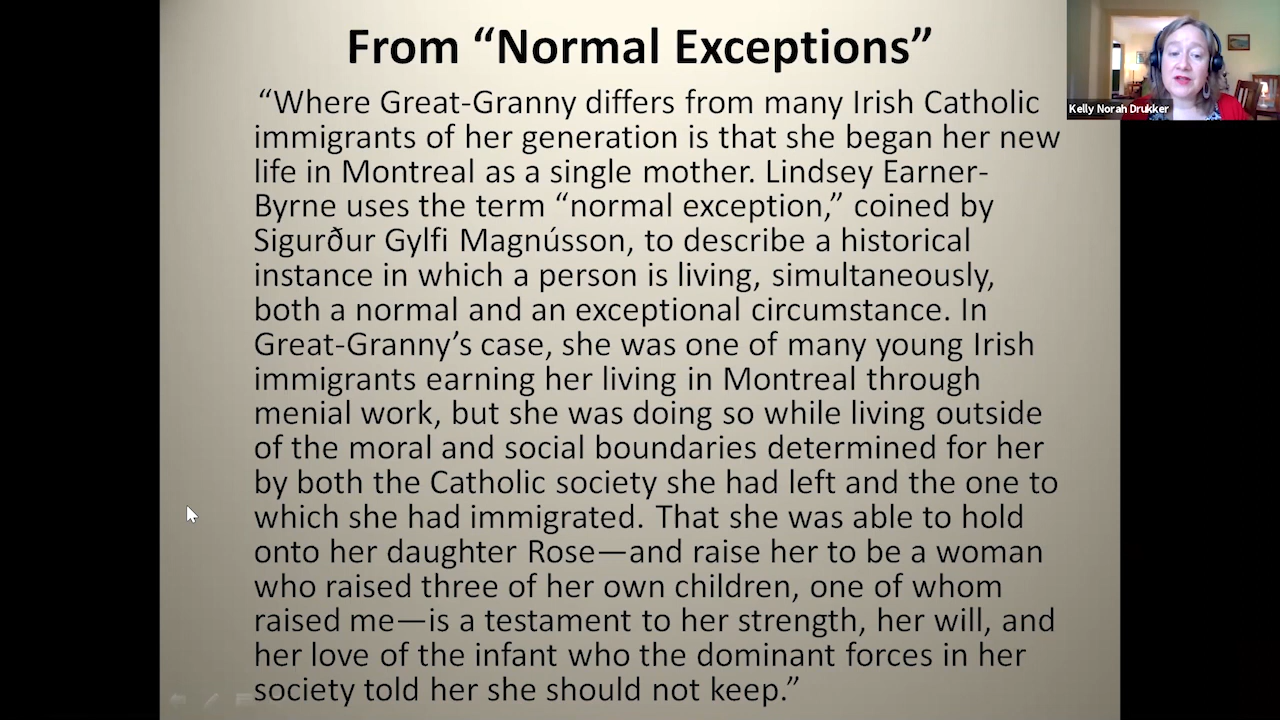 From “Normal Exceptions”
“Where Great-Granny differs from many Irish Catholic
immigrants of her generation is that she began her new
life in Montreal as a single mother. Lindsey Earner-
Byrne uses the term “normal exception,” coined by
Sigurður Gylfi Magnússon, to describe a historical
instance in which a person is living, simultaneously,
both a normal and an exceptional circumstance. In
Great-Granny’s case, she was one of many young Irish
immigrants earning her living in Montreal through
menial work, but she was doing so while living outside
of the moral and social boundaries determined for her
by both the Catholic society she had left and the one to
which she had immigrated. That she was able to hold
onto her daughter Rose—and raise her to be a woman
who raised three of her own children, one of whom
raised me—is a testament to her strength, her will, and
her love of the infant who the dominant forces in her
society told her she should not keep.”
Kelly Norah Drukker